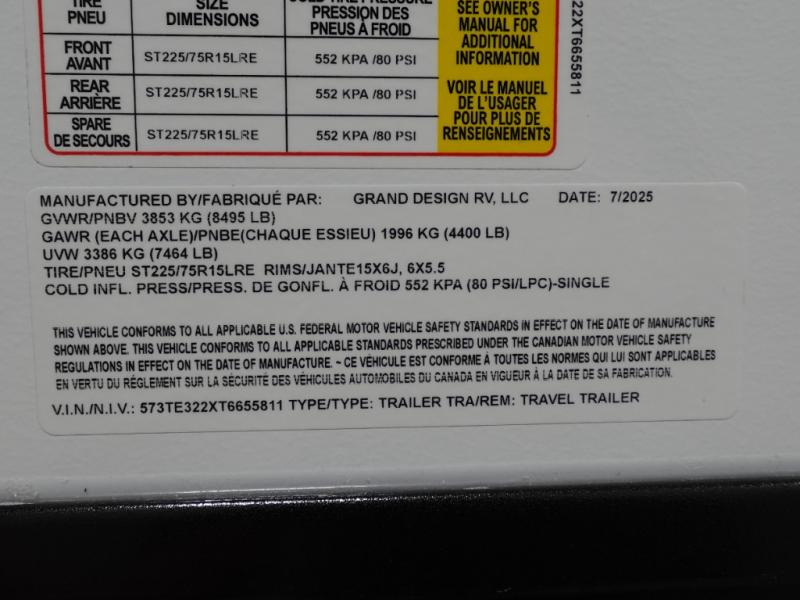 TIRE SIZE COLD TIRE PRESSURE
PNEU DIMENSIONS PRESSION DES
PNEUS À FROID
FRONT
AVANT ST225/75R15LRE 552 KPA /80 PSI
REAR
ARRIÈRE ST225/75R15LRE 552 KPA /80 PSI
SPARE
DE SECOURS ST225/75R15LRE 552 KPA /80 PSI
SEE OWNER'S
MANUAL FOR
ADDITIONAL
INFORMATION
VOIR LE MANUEL
DE L'USAGER
POUR PLUS DE
RENSEIGNEMENTS
22XT6655811
MANUFACTURED BY/FABRIQUÉ PAR: GRAND DESIGN RV, LLC DATE: 7/2025
GVWR/PNBV 3853 KG (8495 LB)
GAWR (EACH AXLE)/PNBE(CHAQUE ESSIEU) 1996 KG (4400 LB)
UVW 3386 KG (7464 LB)
TIRE/PNEU ST225/75R15LRE RIMS/JANTE15X6J, 6X5.5
COLD INFL. PRESS/PRESS. DE GONFL. À FROID 552 KPA (80 PSI/LPC)-SINGLE
THIS VEHICLE CONFORMS TO ALL APPLICABLE U.S. FEDERAL MOTOR VEHICLE SAFETY STANDARDS IN EFFECT ON THE DATE OF MANUFACTURE
SHOWN ABOVE. THIS VEHICLE CONFORMS TO ALL APPLICABLE STANDARDS PRESCRIBED UNDER THE CANADIAN MOTOR VEHICLE SAFETY
REGULATIONS IN EFFECT ON THE DATE OF MANUFACTURE. ~ CE VÉHICULE EST CONFORME À TOUTES LES NORMES QUI LUI SONT APPLICABLES
EN VERTU DU RÉGLEMENT SUR LA SÉCURITÉ DES VÉHICULES AUTOMOBILES DU CANADA EN VIGUEUR À LA DATE DE SA FABRICATION.
V.I.N./N.I.V.: 573TE322XT6655811 TYPE/TYPE: TRAILER TRA/REM: TRAVEL TRAILER